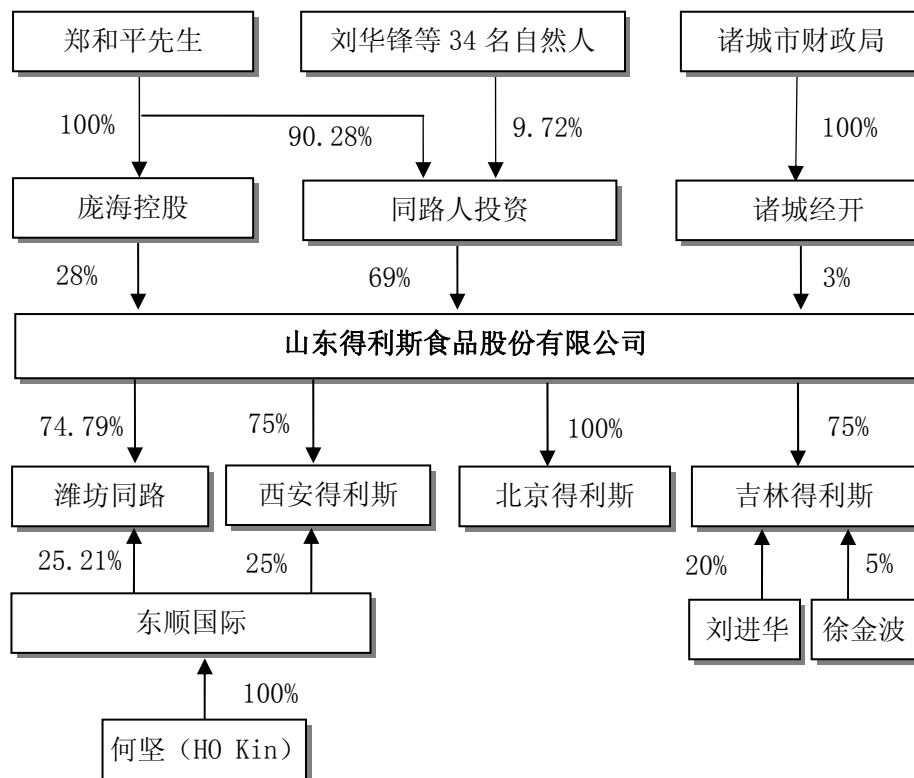 郑和平先生
刘华锋等 34 名自然人
诸城市财政局
100%
90.28%
9.72%
100%
庞海控股
同路人投资
诸城经开
28%
69%
3%
山东得利斯食品股份有限公司
74.79%
75%
100%
75%
潍坊同路
西安得利斯
北京得利斯
吉林得利斯
25.21%
25%
20%
5%
东顺国际
刘进华
徐金波
100%
何坚（HO Kin）